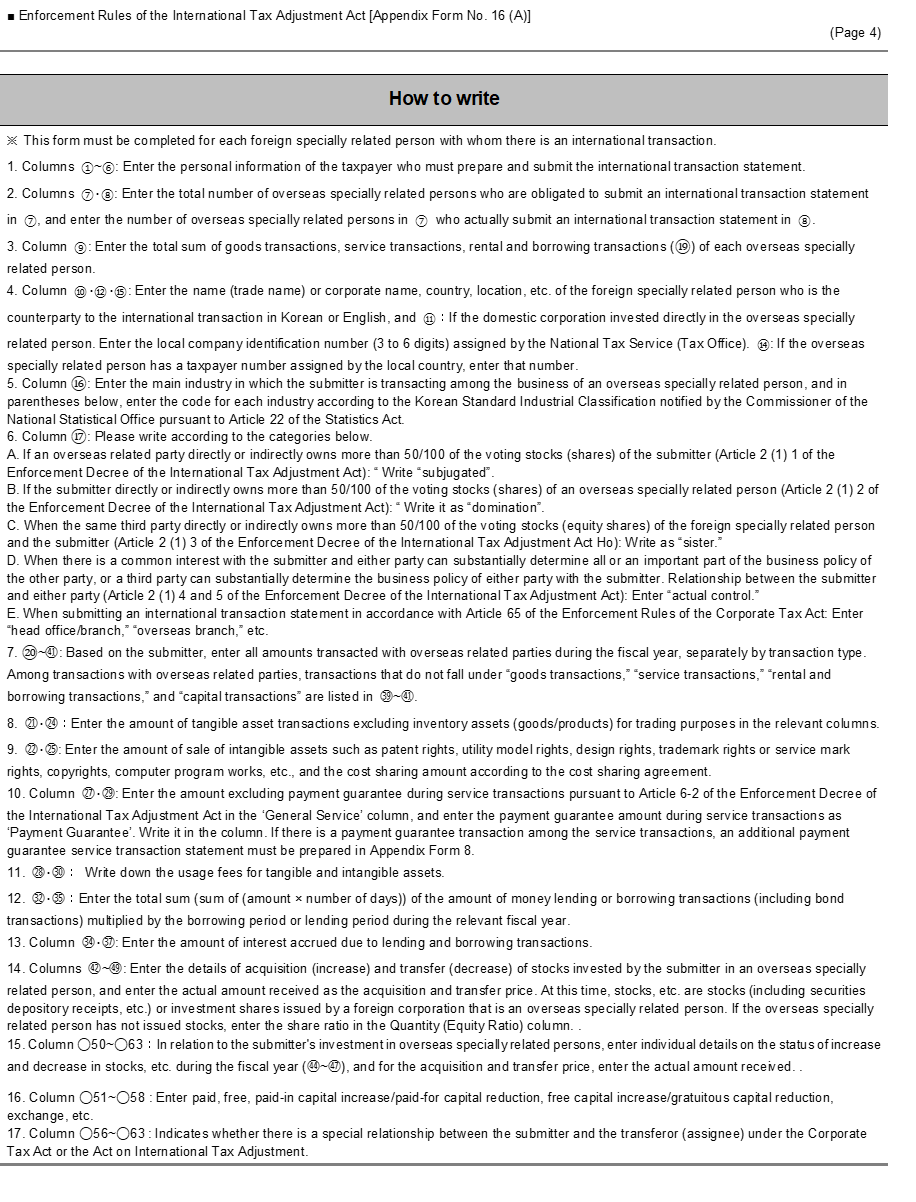 ■ Enforcement Rules of the International Tax Adjustment Act [Appendix Form No. 16 (A)]
(Page 4)
How to write
※ This form must be completed for each foreign specially related person with whom there is an international transaction.
1. Columns ①~⑥: Enter the personal information of the taxpayer who must prepare and submit the international transaction statement.
2. Columns ⑦·⑧: Enter the total number of overseas specially related persons who are obligated to submit an international transaction statement
in ⑦, and enter the number of overseas specially related persons in ⑦ who actually submit an international transaction statement in ⑧.
3. Column ⑨: Enter the total sum of goods transactions, service transactions, rental and borrowing transactions (⑲) of each overseas specially
related person.
4. Column ⑩·⑫·⑮: Enter the name (trade name) or corporate name, country, location, etc. of the foreign specially related person who is the
counterparty to the international transaction in Korean or English, and ⑪ : If the domestic corporation invested directly in the overseas specially
related person. Enter the local company identification number (3 to 6 digits) assigned by the National Tax Service (Tax Office). ⑭: If the overseas
specially related person has a taxpayer number assigned by the local country, enter that number.
5. Column ⑯: Enter the main industry in which the submitter is transacting among the business of an overseas specially related person, and in
parentheses below, enter the code for each industry according to the Korean Standard Industrial Classification notified by the Commissioner of the
National Statistical Office pursuant to Article 22 of the Statistics Act.
6. Column ⑰: Please write according to the categories below.
A. If an overseas related party directly or indirectly owns more than 50/100 of the voting stocks (shares) of the submitter (Article 2 (1) 1 of the
Enforcement Decree of the International Tax Adjustment Act): “ Write “subjugated”.
B. If the submitter directly or indirectly owns more than 50/100 of the voting stocks (shares) of an overseas specially related person (Article 2 (1) 2 of
the Enforcement Decree of the International Tax Adjustment Act): “ Write it as “domination”.
C. When the same third party directly or indirectly owns more than 50/100 of the voting stocks (equity shares) of the foreign specially related person
and the submitter (Article 2 (1) 3 of the Enforcement Decree of the International Tax Adjustment Act Ho): Write as “sister.”
D. When there is a common interest with the submitter and either party can substantially determine all or an important part of the business policy of
the other party, or a third party can substantially determine the business policy of either party with the submitter. Relationship between the submitter
and either party (Article 2 (1) 4 and 5 of the Enforcement Decree of the International Tax Adjustment Act): Enter “actual control.”
E. When submitting an international transaction statement in accordance with Article 65 of the Enforcement Rules of the Corporate Tax Act: Enter
“head office/branch,” “overseas branch,” etc.
7. ⑳~㊶: Based on the submitter, enter all amounts transacted with overseas related parties during the fiscal year, separately by transaction type.
Among transactions with overseas related parties, transactions that do not fall under “goods transactions,” “service transactions,” “rental and
borrowing transactions,” and “capital transactions” are listed in ㊴~㊶.
8. ㉑·㉔ : Enter the amount of tangible asset transactions excluding inventory assets (goods/products) for trading purposes in the relevant columns.
9. ㉒·㉕: Enter the amount of sale of intangible assets such as patent rights, utility model rights, design rights, trademark rights or service mark
rights, copyrights, computer program works, etc., and the cost sharing amount according to the cost sharing agreement.
10. Column ㉗·㉙: Enter the amount excluding payment guarantee during service transactions pursuant to Article 6-2 of the Enforcement Decree of
the International Tax Adjustment Act in the ‘General Service’ column, and enter the payment guarantee amount during service transactions as
‘Payment Guarantee’. Write it in the column. If there is a payment guarantee transaction among the service transactions, an additional payment
guarantee service transaction statement must be prepared in Appendix Form 8.
11. ㉘·㉚ : Write down the usage fees for tangible and intangible assets.
12. ㉜·㉟ : Enter the total sum (sum of (amount × number of days)) of the amount of money lending or borrowing transactions (including bond
transactions) multiplied by the borrowing period or lending period during the relevant fiscal year.
13. Column ㉞·㊲: Enter the amount of interest accrued due to lending and borrowing transactions.
14. Columns ㊷~㊾: Enter the details of acquisition (increase) and transfer (decrease) of stocks invested by the submitter in an overseas specially
related person, and enter the actual amount received as the acquisition and transfer price. At this time, stocks, etc. are stocks (including securities
depository receipts, etc.) or investment shares issued by a foreign corporation that is an overseas specially related person. If the overseas specially
related person has not issued stocks, enter the share ratio in the Quantity (Equity Ratio) column. .
15. Column ◯50~◯63 : In relation to the submitter's investment in overseas specially related persons, enter individual details on the status of increase
and decrease in stocks, etc. during the fiscal year (㊹~㊼), and for the acquisition and transfer price, enter the actual amount received. .
16. Column ◯51~◯58 : Enter paid, free, paid-in capital increase/paid-for capital reduction, free capital increase/gratuitous capital reduction,
exchange, etc.
17. Column ◯56~◯63 : Indicates whether there is a special relationship between the submitter and the transferor (assignee) under the Corporate
Tax Act or the Act on International Tax Adjustment.